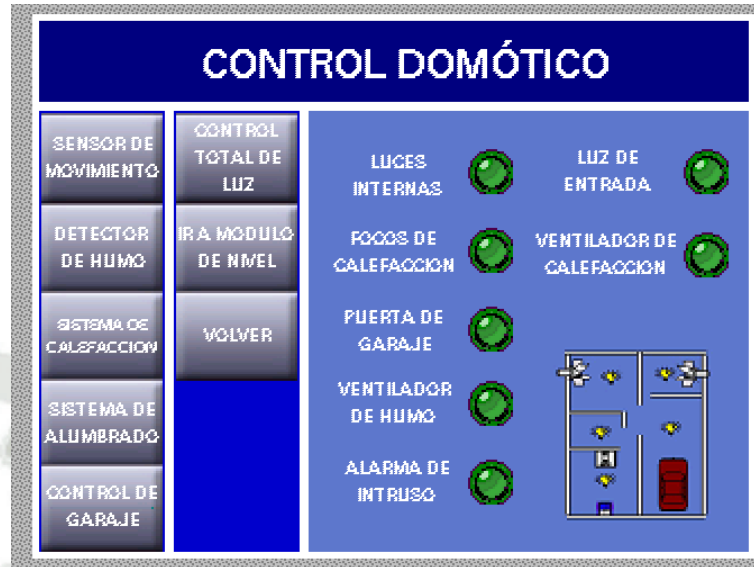 CONTROL DOMÓTICO
SENSOR DE
MOVIMIENTO
DETECTOR
DE HUMO
SISTEMA DE
CALEFACCION
SISTEMA DE
ALUMBRADO
CONTROL DE
GARAJE
CONTROL
TOTAL DE
LUZ
IR A MODULO
DE NIVEL
VOLVER
LUCES
INTERNAS
FOCOS DE
CALEFACCION
PUERTA DE
GARAJE
VENTILADOR
DE HUMO
ALARMA DE
INTRUSO
LUZ DE
ENTRADA
VENTILADOR DE
CALEFACCION